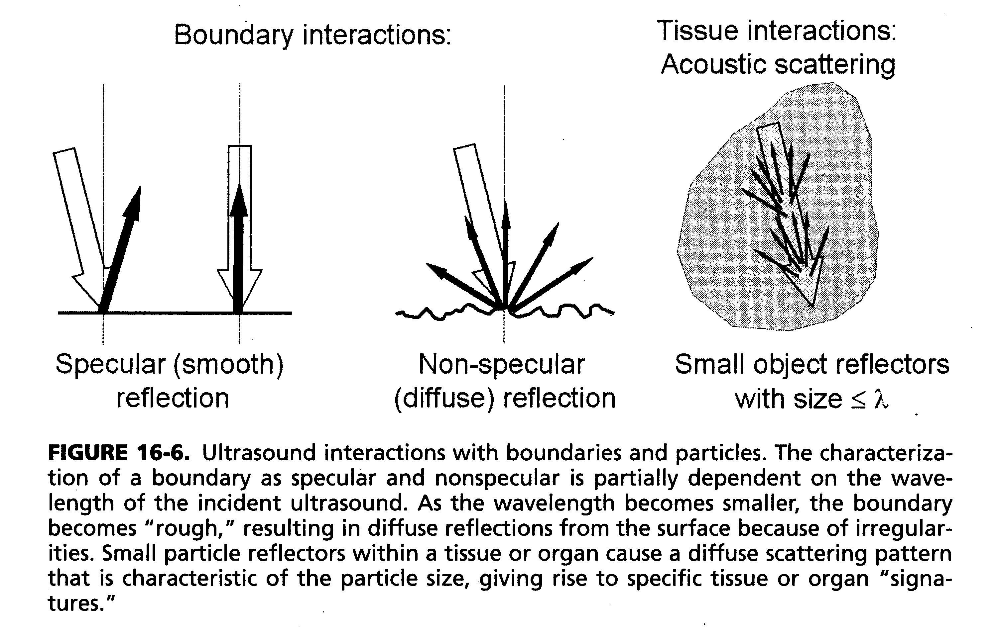 Boundary interactions:
Tissue interactions:
Acoustic scattering
Specular (smooth)
reflection
Non-specular
(diffuse) reflection
Small object reflectors
with size ≤ λ
FIGURE 16-6. Ultrasound interactions with boundaries and particles. The characteriza-
tion of a boundary as specular and nonspecular is partially dependent on the wave-
length of the incident ultrasound. As the wavelength becomes smaller, the boundary
becomes "rough," resulting in diffuse reflections from the surface because of irregular-
ities. Small particle reflectors within a tissue or organ cause a diffuse scattering pattern
that is characteristic of the particle size, giving rise to specific tissue or organ "signa-
tures."